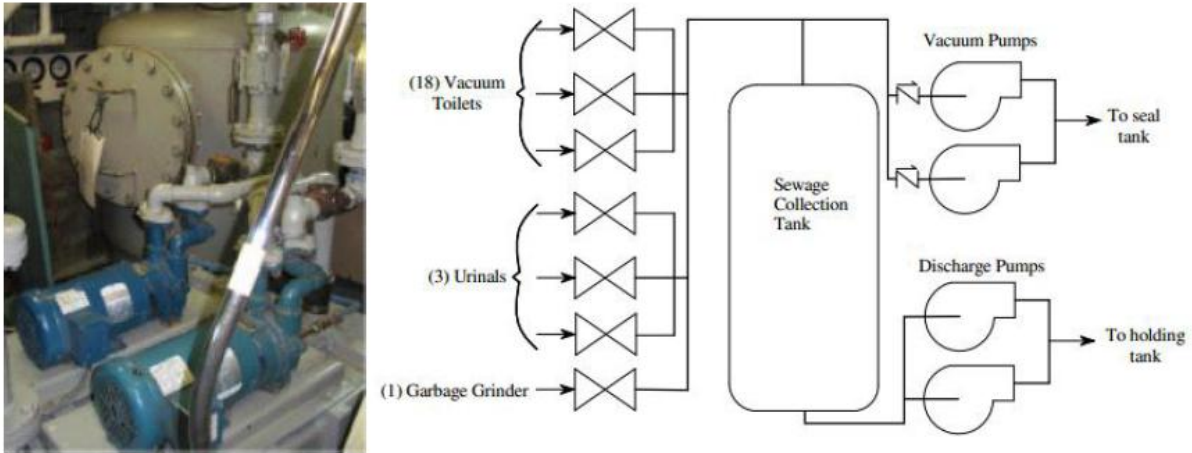 (18) Vacuum
Toilets
(3) Urinals
(1) Garbage Grinder
Sewage
Collection
Tank
Vacuum Pumps
To seal
tank
Discharge Pumps
To holding
tank